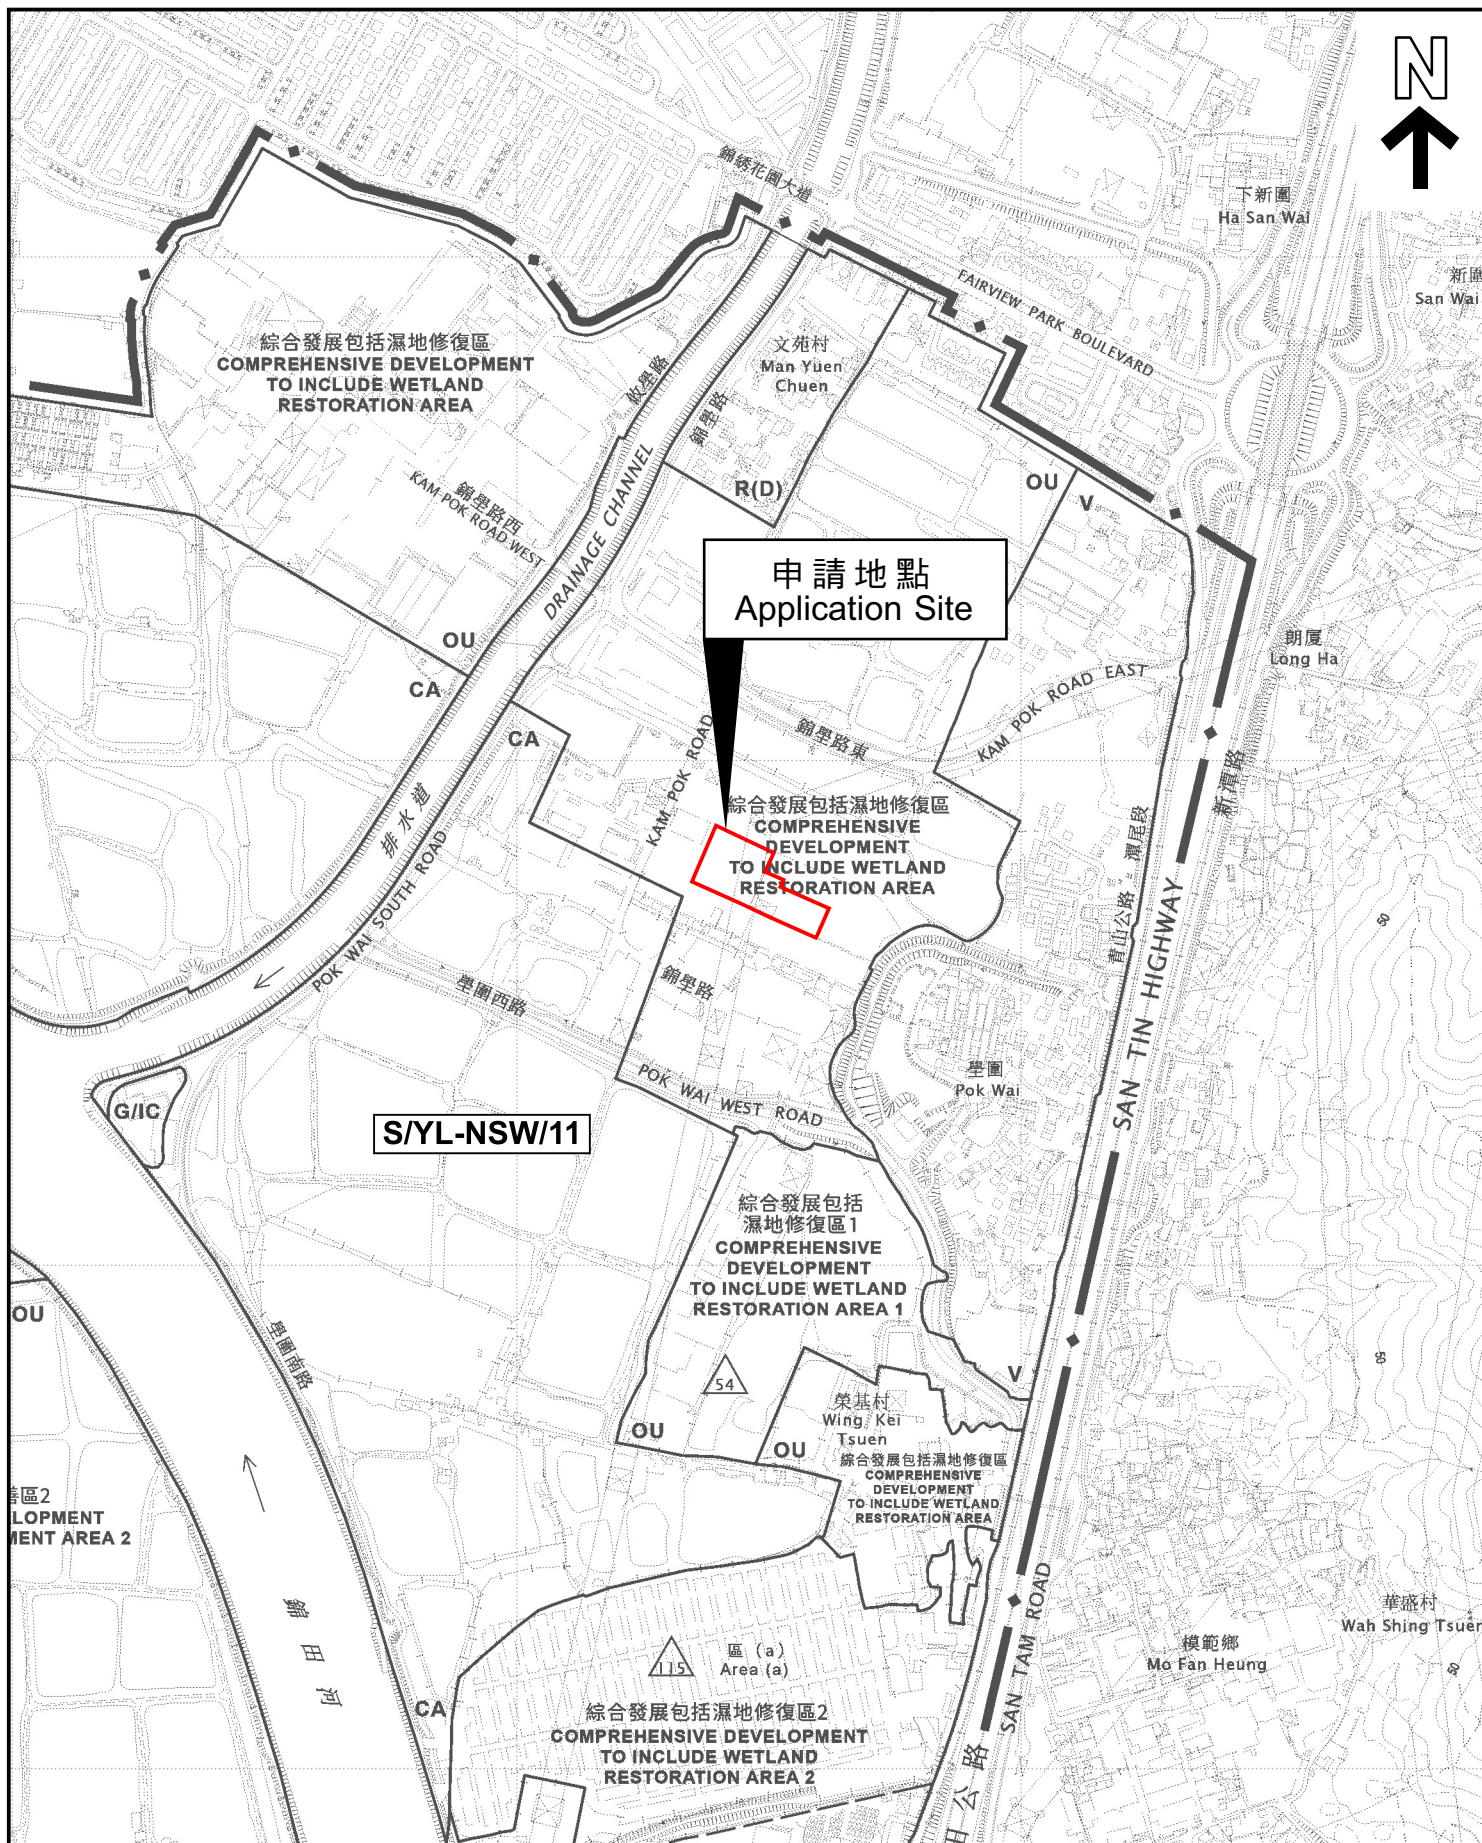 N
錦綉花園大道
下新圍
Ha San Wai
San Wai
FAIRVIEW PARK BOULEVARD
綜合發展包括濕地修復區
COMPREHENSIVE DEVELOPMENT
TO INCLUDE WETLAND
RESTORATION AREA
文苑村
Man Yuen
Chuen
攸壆路
錦壆路
R(D)
OU
V
錦壆路西
KAM POK ROAD WEST
DRAINAGE CHANNEL
申請地點
Application Site
OU
CA
CA
朗厦
Long Ha
KAM POK ROAD EAST
錦壆路東
KAM POK ROAD
新潭路
排水道
POK WAI SOUTH ROAD
綜合發展包括濕地修復區
COMPREHENSIVE
DEVELOPMENT
TO INCLUDE WETLAND
RESTORATION AREA
青山公路 潭尾段
SAN TIN HIGHWAY
50
壆圍西路
錦壆路
POK WAI WEST ROAD
壆圍
Pok Wai
G/IC
S/YL-NSW/11
綜合發展包括
濕地修復區1
COMPREHENSIVE
DEVELOPMENT
TO INCLUDE WETLAND
RESTORATION AREA 1
OU
壆圍南路
54
50
V
榮基村
Wing Kei
Tsuen
OU
OU
綜合發展包括濕地修復區
COMPREHENSIVE
DEVELOPMENT
TO INCLUDE WETLAND
RESTORATION AREA
區2
LOPMENT
MENT AREA 2
錦田河
SAN TAM ROAD
華盛村
Wah Shing Tsuen
模範鄉
Mo Fan Heung
50
115
區 (a)
Area (a)
CA
綜合發展包括濕地修復區2
COMPREHENSIVE DEVELOPMENT
TO INCLUDE WETLAND
RESTORATION AREA 2
公路